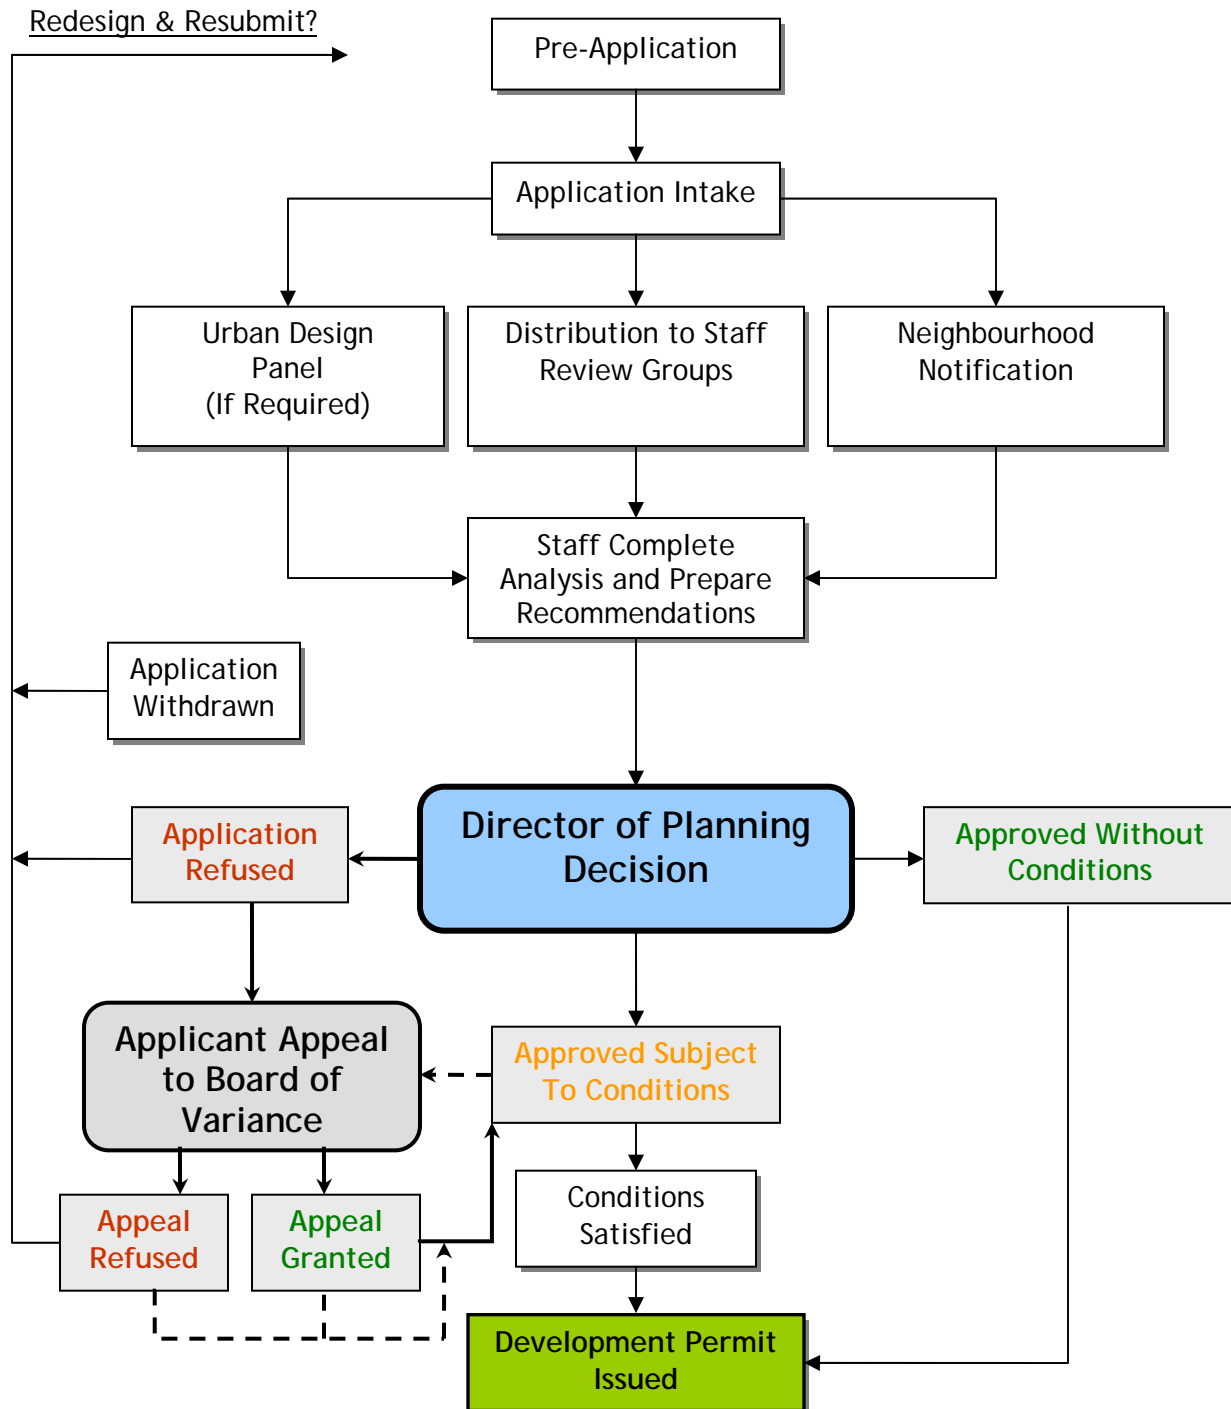 Redesign & Resubmit?
Pre-Application
Application Intake
Urban Design
Panel
(If Required)
Distribution to Staff
Review Groups
Neighbourhood
Notification
Staff Complete
Analysis and Prepare
Recommendations
Application
Withdrawn
Director of Planning
Decision
Application
Refused
Approved Without
Conditions
Applicant Appeal
to Board of
Variance
Approved Subject
To Conditions
Appeal
Refused
Appeal
Granted
Conditions
Satisfied
Development Permit
Issued